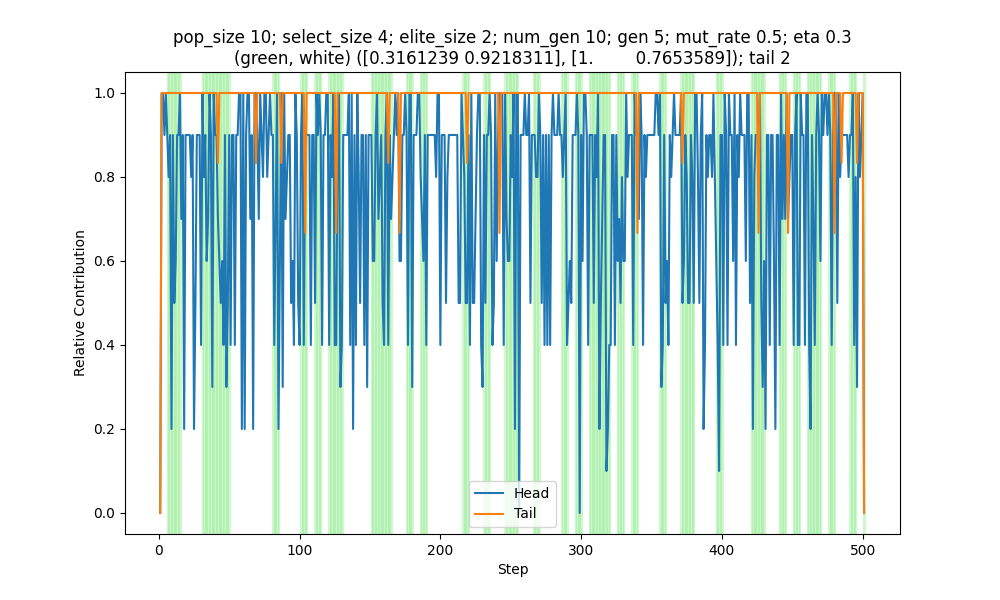 pop_size 10; select_size 4; elite_size 2; num_gen 10; gen 5; mut_rate 0.5; eta 0.3
(green, white) ([0.3161239 0.9218311], [1.         0.7653589]); tail 2
1.0
0.8
0.6
0.4
0.2
0.0
Relative Contribution
Head
Tail
0
100
200
300
400
500
Step